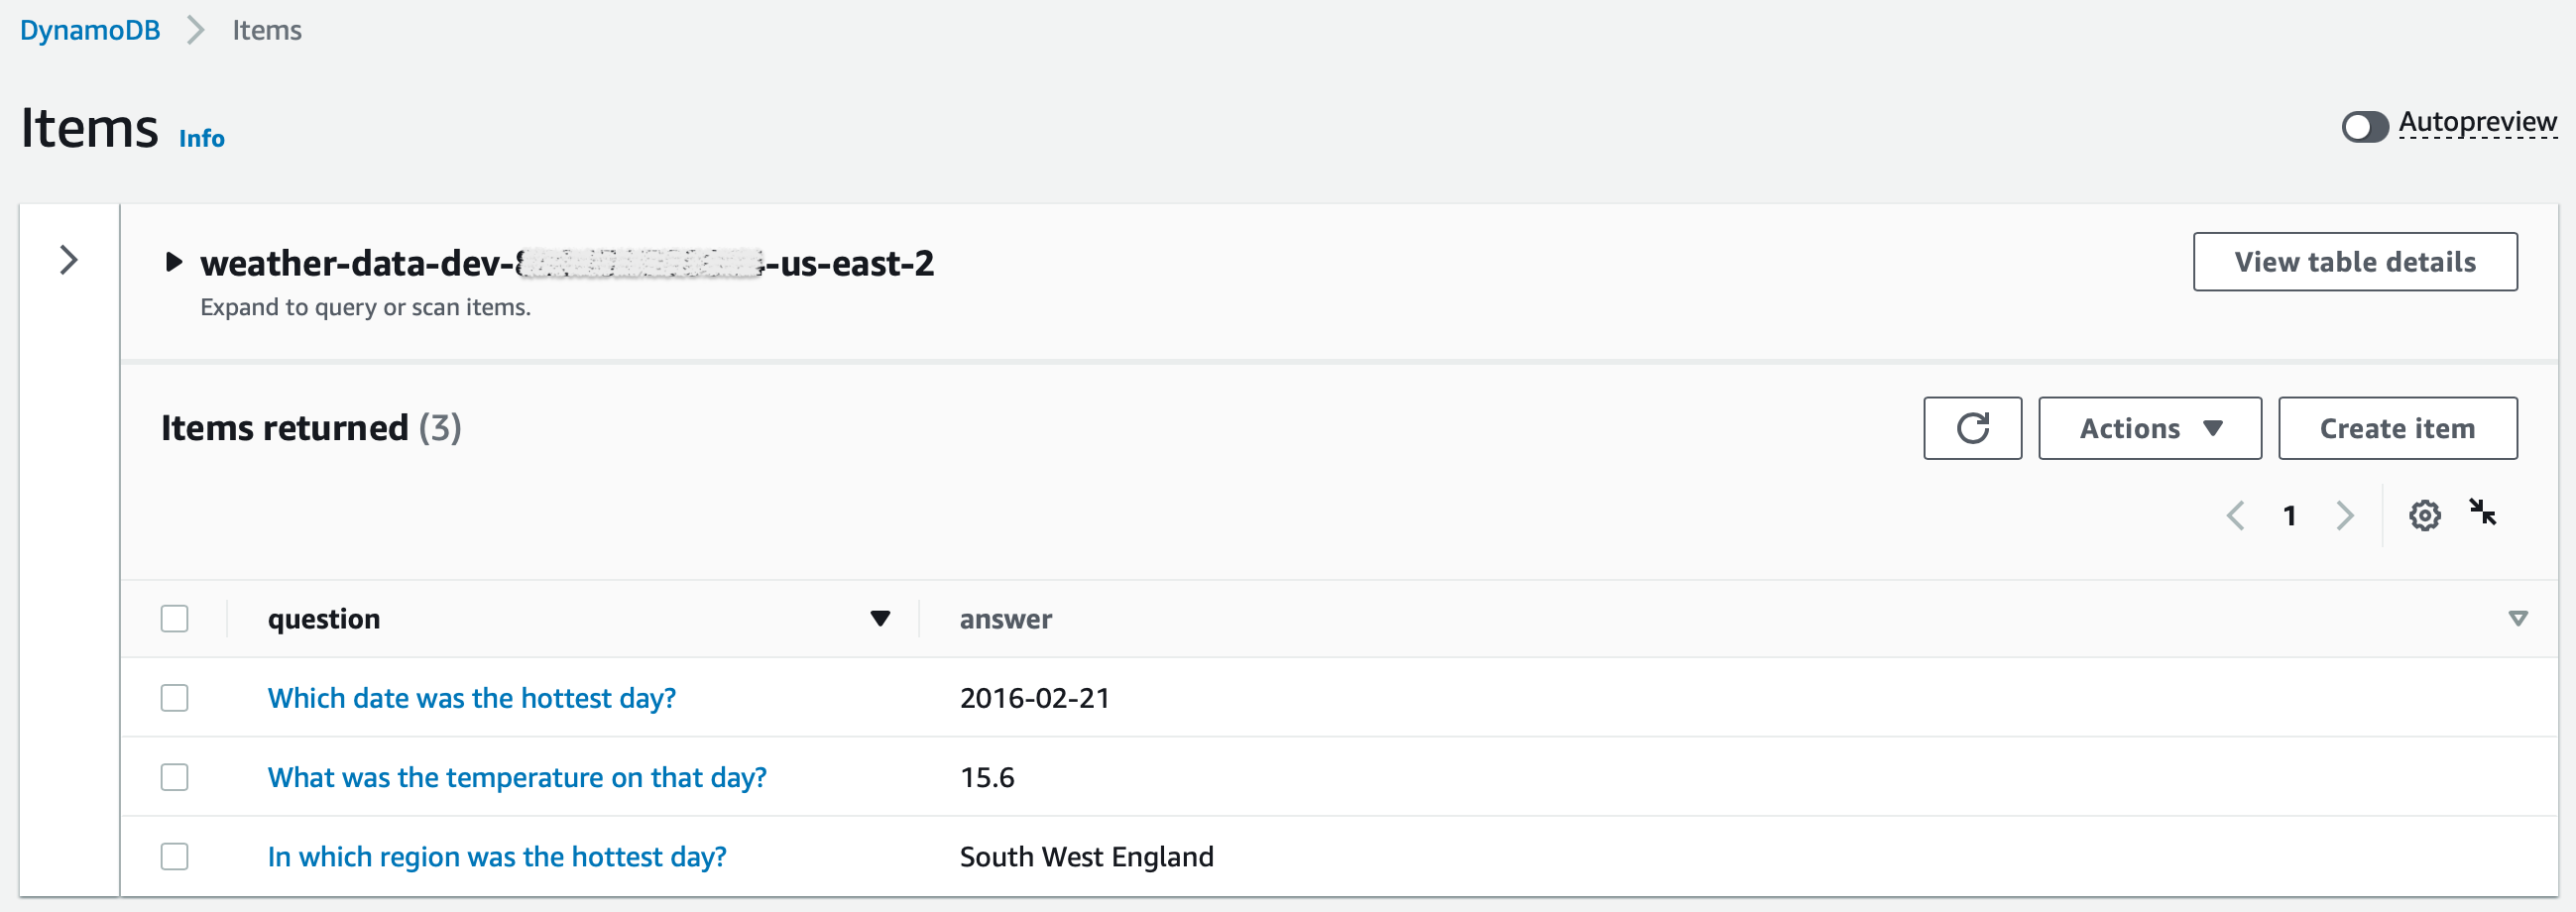 DynamoDB Items
Items Info
Autopreview
weather-data-dev- -us-east-2
View table details
Expand to query or scan items.
Items returned (3)
Actions
Create item
1
question answer
Which date was the hottest day? 2016-02-21
What was the temperature on that day? 15.6
In which region was the hottest day? South West England